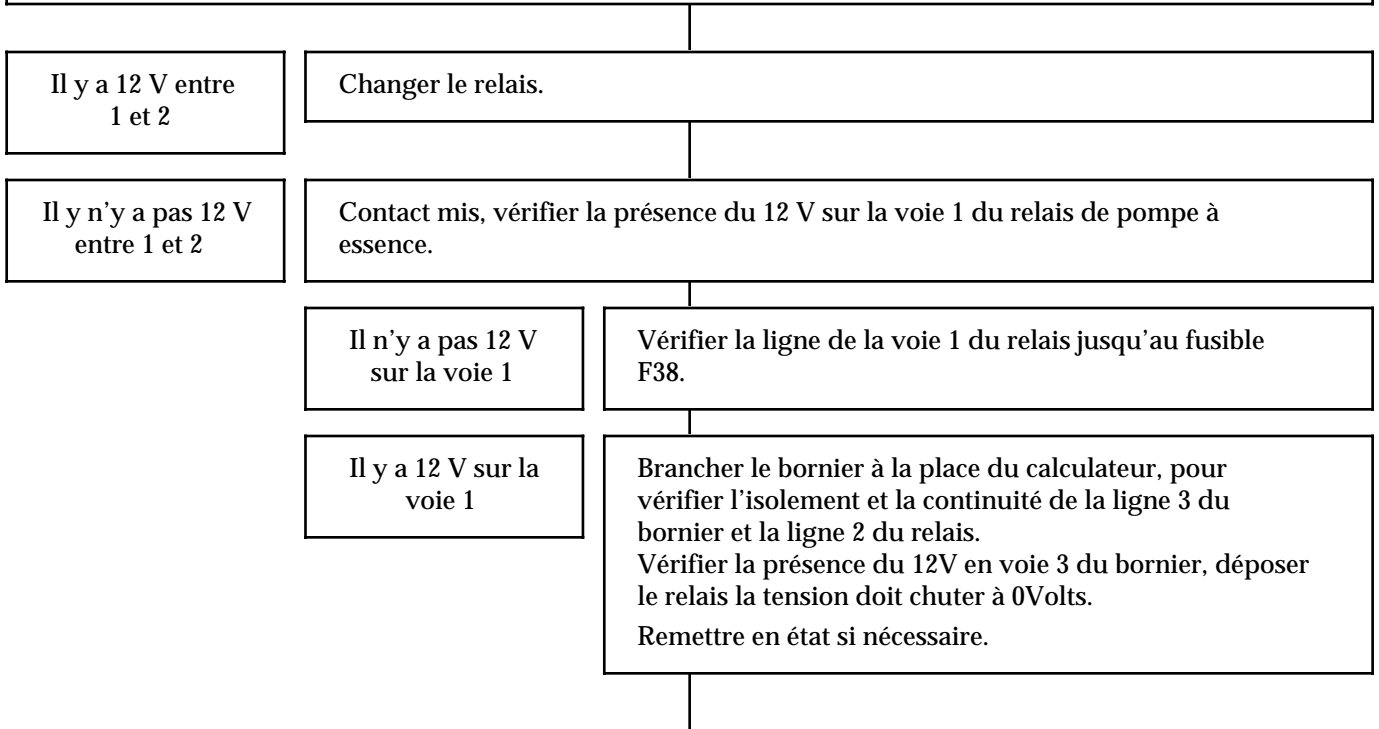 Il y a 12 V entre
1 et 2
Changer le relais.
Il y n'y a pas 12 V
entre 1 et 2
Contact mis, vérifier la présence du 12 V sur la voie 1 du relais de pompe à
essence.
Il n'y a pas 12 V
sur la voie 1
Vérifier la ligne de la voie 1 du relais jusqu'au fusible
F38.
Il y a 12 V sur la
voie 1
Brancher le bornier à la place du calculateur, pour
vérifier l'isolement et la continuité de la ligne 3 du
bornier et la ligne 2 du relais.
Vérifier la présence du 12V en voie 3 du bornier, déposer
le relais la tension doit chuter à 0Volts.
Remettre en état si nécessaire.